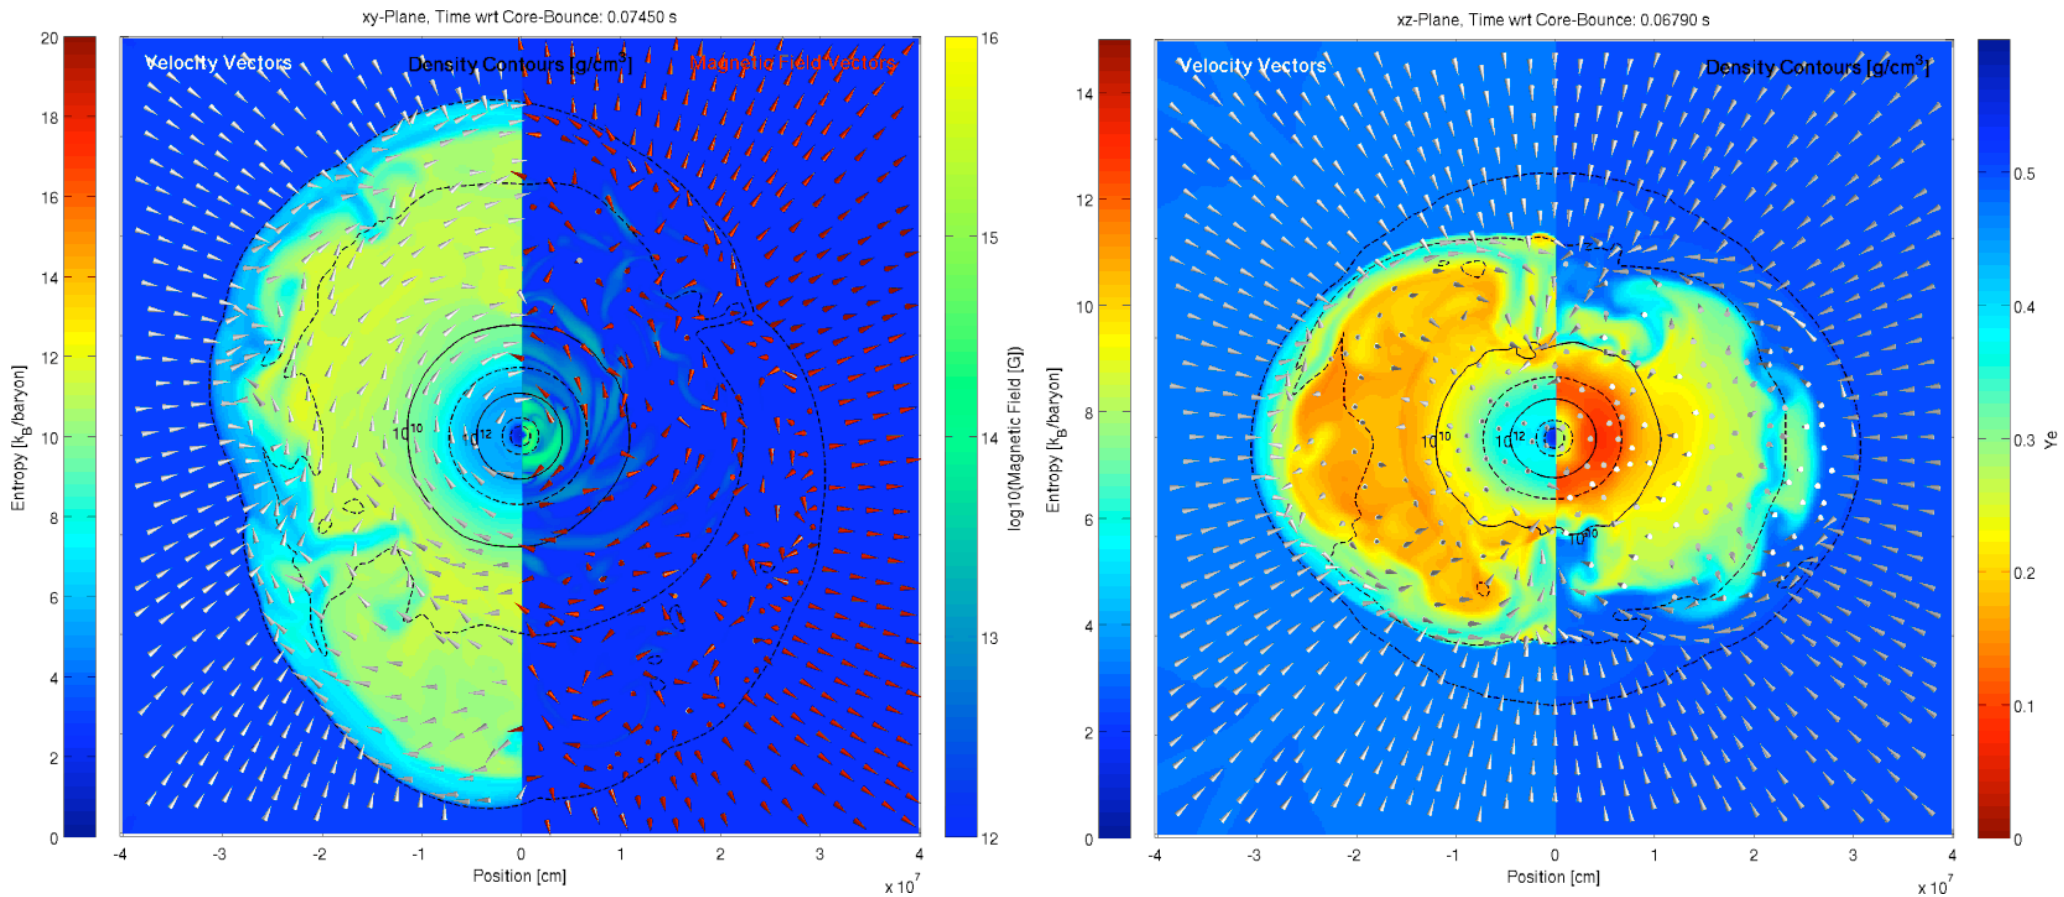 xy-Plane, Time wrt Core-Bounce: 0.07450 s
Velocity Vectors
Density Contours [g/cm³]
Magnetic Field Vectors
20
18
16
14
12
10
8
6
4
2
0
Entropy [k_B/baryon]
10^10
10^12
16
15
14
13
12
log10(Magnetic Field [G])
-4 -3 -2 -1 0 1 2 3 4
Position [cm]
x 10^7
xz-Plane, Time wrt Core-Bounce: 0.06790 s
Velocity Vectors
Density Contours [g/cm³]
14
12
10
8
6
4
2
0
Entropy [k_B/baryon]
10^10
10^12
10^10
0.5
0.4
0.3
0.2
0.1
0
Ye
-4 -3 -2 -1 0 1 2 3 4
Position [cm]
x 10^7